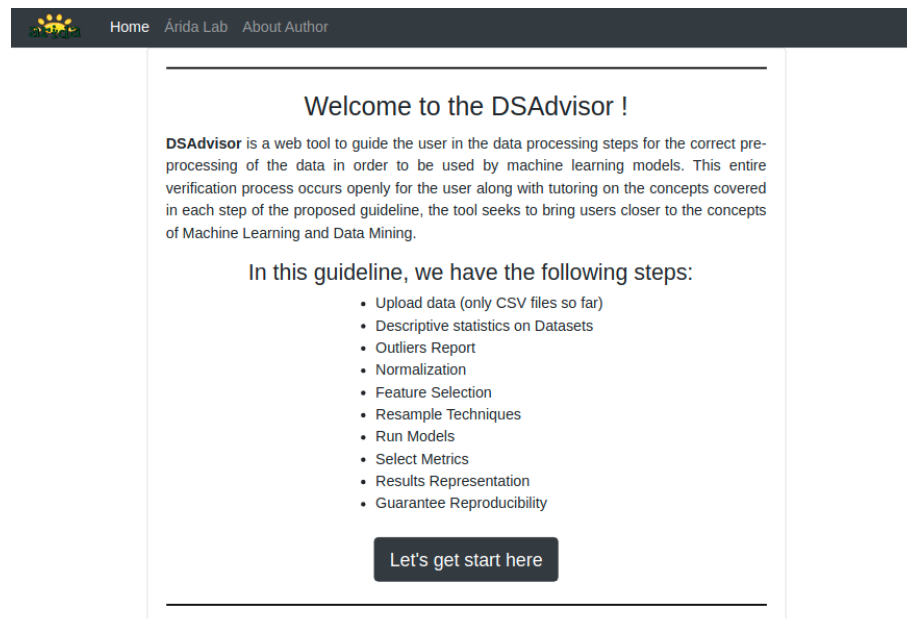 árida
Home Árida Lab About Author
Welcome to the DSAdvisor !
DSAdvisor is a web tool to guide the user in the data processing steps for the correct pre-
processing of the data in order to be used by machine learning models. This entire
verification process occurs openly for the user along with tutoring on the concepts covered
in each step of the proposed guideline, the tool seeks to bring users closer to the concepts
of Machine Learning and Data Mining.
In this guideline, we have the following steps:
• Upload data (only CSV files so far)
• Descriptive statistics on Datasets
• Outliers Report
• Normalization
• Feature Selection
• Resample Techniques
• Run Models
• Select Metrics
• Results Representation
• Guarantee Reproducibility
Let's get start here